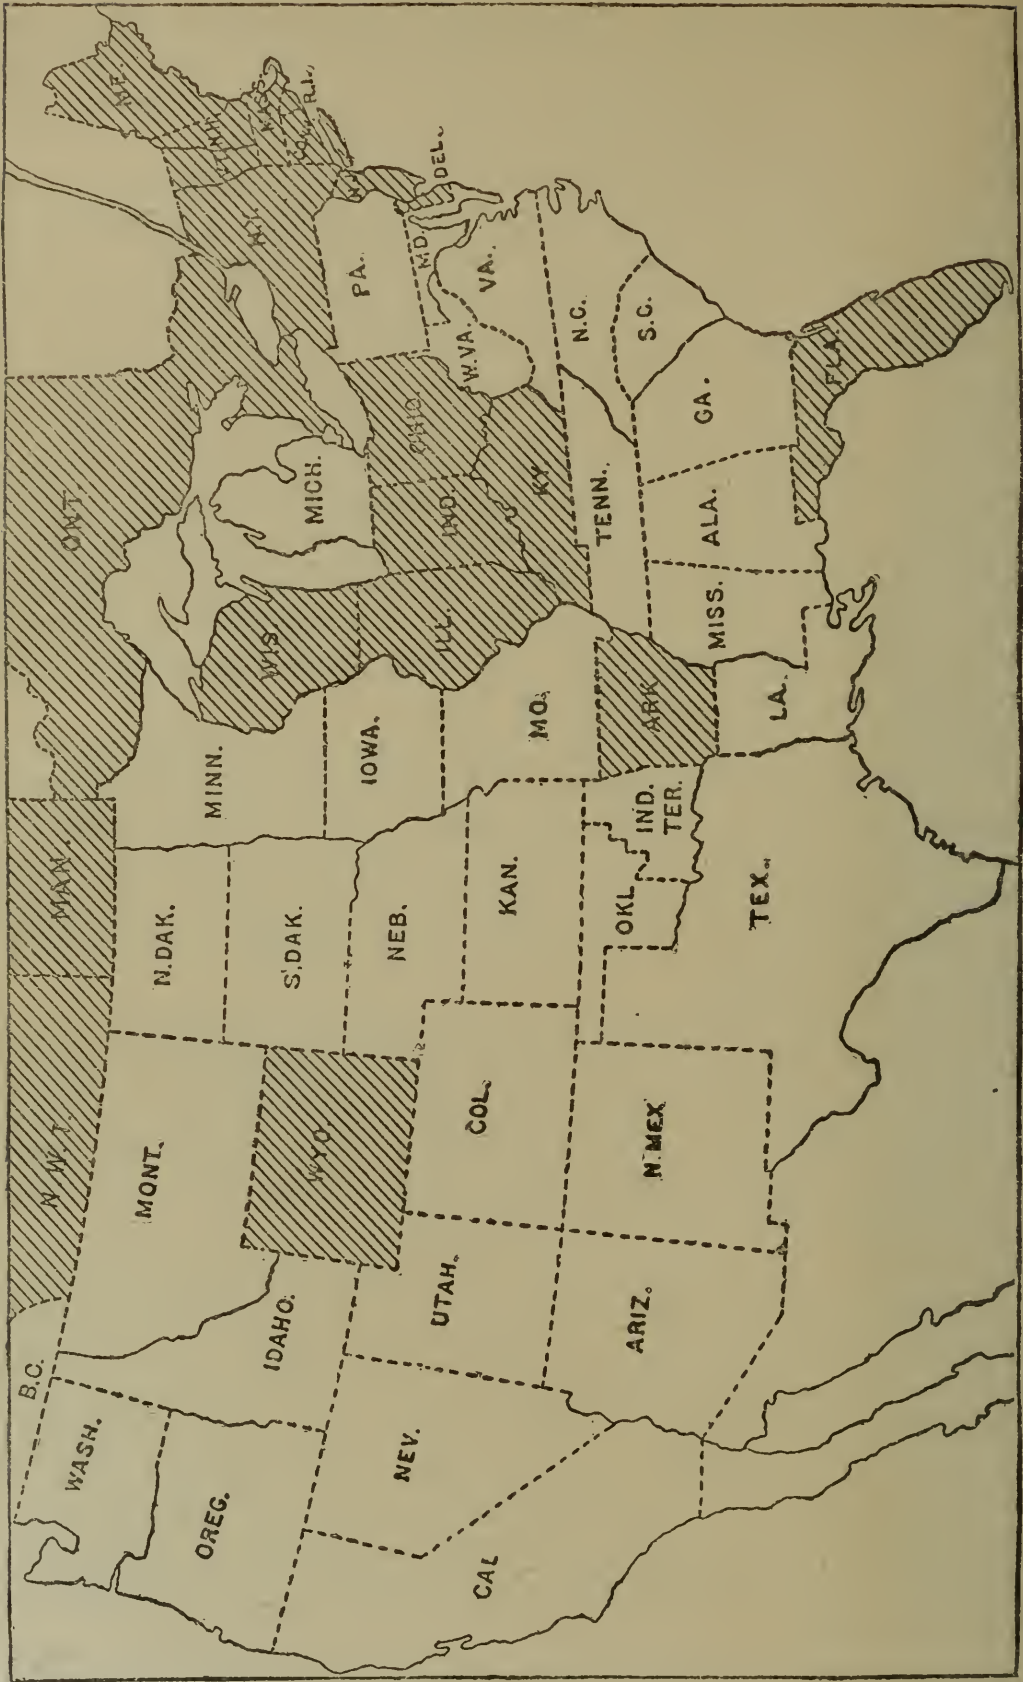 B.C.
WASH.
OREG.
CAL
NEV.
IDAHO.
MONT.
WYO.
UTAH.
ARIZ.
COL.
N.MEX
N.W.T.
MAN.
ONT.
N.DAK.
S.DAK.
NEB.
KAN.
OKL.
IND.
TER.
TEX.
MINN.
IOWA.
MO.
ARK
LA.
WIS.
ILL.
MICH.
IND.
OHIO.
KY
TENN.
MISS.
ALA.
GA.
FLA.
S.C.
N.C.
VA.
W.VA.
MD.
DEL.
PA.
N.Y.
ME.
N.H.
MASS.
R.I.